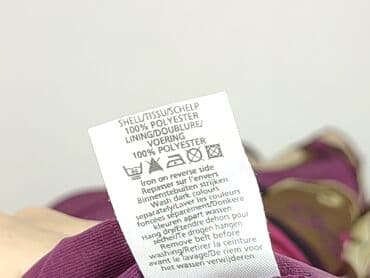 SHELL/TISSU/SCHELP
100% POLYESTER
LINING/DOUBLURE/
VOERING
100% POLYESTER
Iron on reverse side
Repasser sur l'envers
Binnenstebuiten strijken
Wash dark colours
separately/Laver les couleurs
foncées séparément/Donkere
kleuren apart wassen
Hang dry/Etendre dehors pour
sécher/Te drogen hangen
Remove belt before
washing/Retirer la ceinture
avant le lavage/De riem voor
het wassen verwijderen